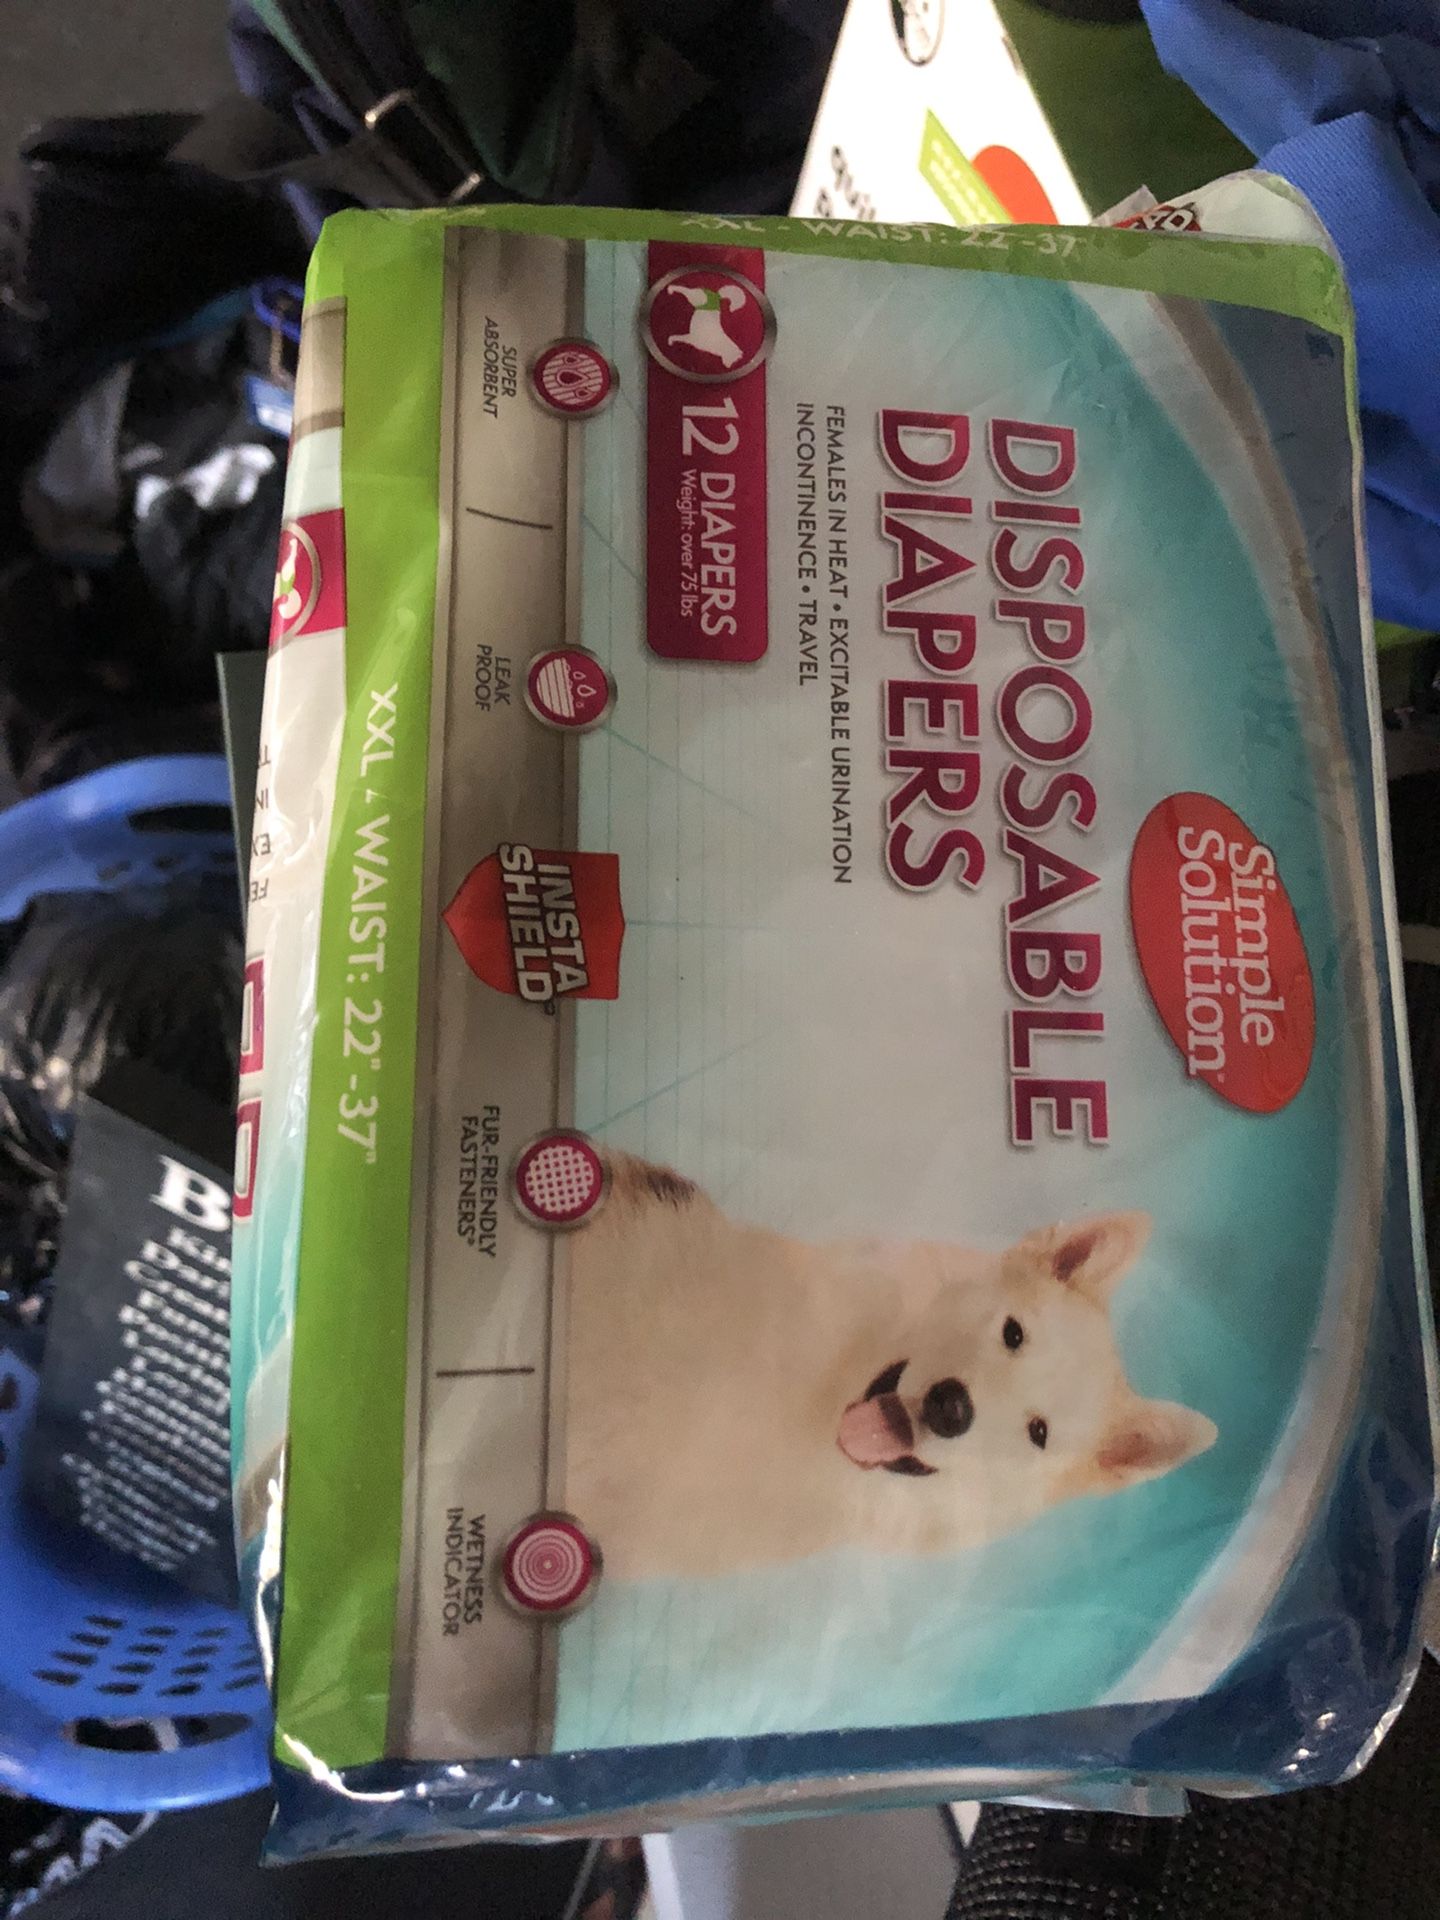 Simple
Solution
DISPOSABLE
DIAPERS
FEMALES IN HEAT • EXCITABLE URINATION
INCONTINENCE • TRAVEL
12 DIAPERS
Weight: over 75 lbs
SUPER
ABSORBENT
LEAK
PROOF
INSTA
SHIELD®
FUR-FRIENDLY
FASTENERS®
WETNESS
INDICATOR
XXL - WAIST: 22"-37"
XXL - WAIST: 22"-37"